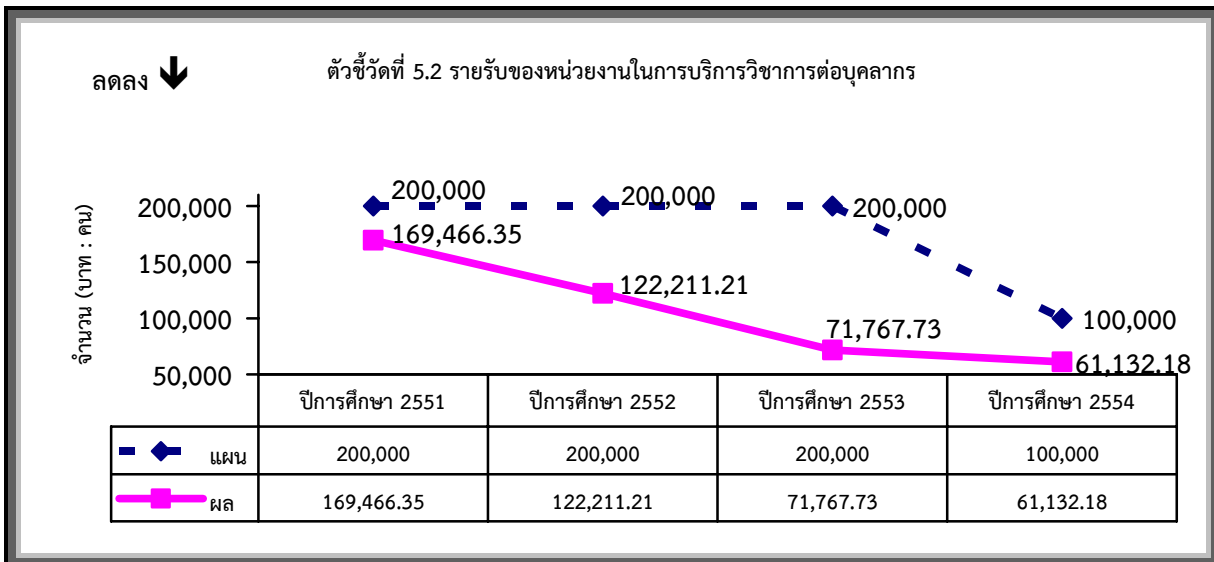 ลดลง ↓
ตัวชี้วัดที่ 5.2 รายรับของหน่วยงานในการบริการวิชาการต่อบุคลากร
จำนวน (บาท : คน)
200,000
150,000
100,000
50,000
200,000
200,000
200,000
100,000
169,466.35
122,211.21
71,767.73
61,132.18
ปีการศึกษา 2551 ปีการศึกษา 2552 ปีการศึกษา 2553 ปีการศึกษา 2554
แผน 200,000 200,000 200,000 100,000
ผล 169,466.35 122,211.21 71,767.73 61,132.18